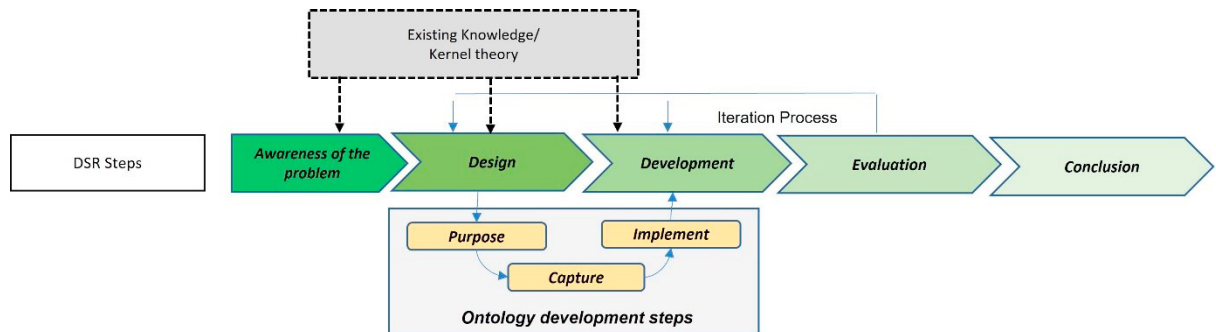 Existing Knowledge/
Kernel theory
Iteration Process
DSR Steps
Awareness of the
problem
Design
Development
Evaluation
Conclusion
Purpose
Implement
Capture
Ontology development steps